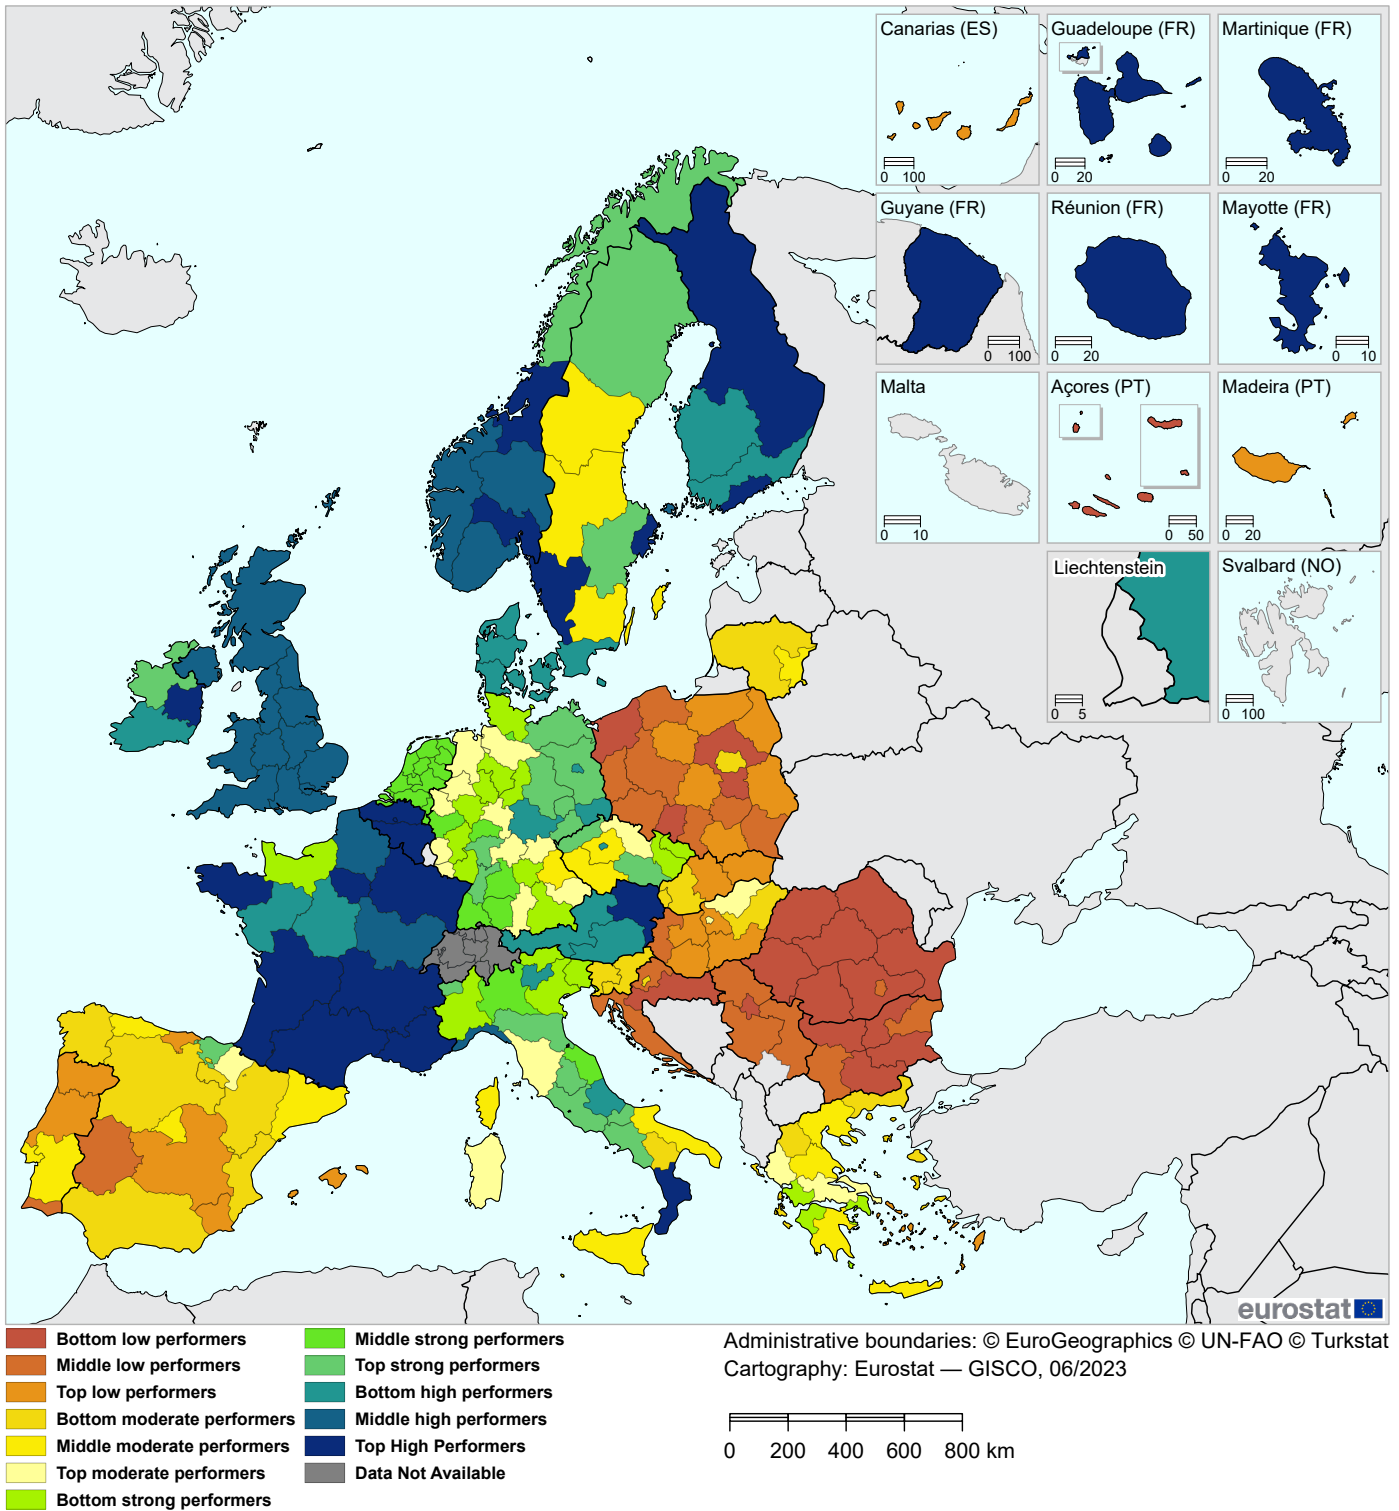 Canarias (ES)
0 100
Guadeloupe (FR)
0 20
Martinique (FR)
0 20
Guyane (FR)
0 100
Réunion (FR)
0 20
Mayotte (FR)
0 10
Malta
0 10
Açores (PT)
0 50
Madeira (PT)
0 20
Liechtenstein
0 5
Svalbard (NO)
0 100
eurostat
Bottom low performers
Middle low performers
Top low performers
Bottom moderate performers
Middle moderate performers
Top moderate performers
Bottom strong performers
Middle strong performers
Top strong performers
Bottom high performers
Middle high performers
Top High Performers
Data Not Available
Administrative boundaries: © EuroGeographics © UN-FAO © Turkstat
Cartography: Eurostat — GISCO, 06/2023
0 200 400 600 800 km